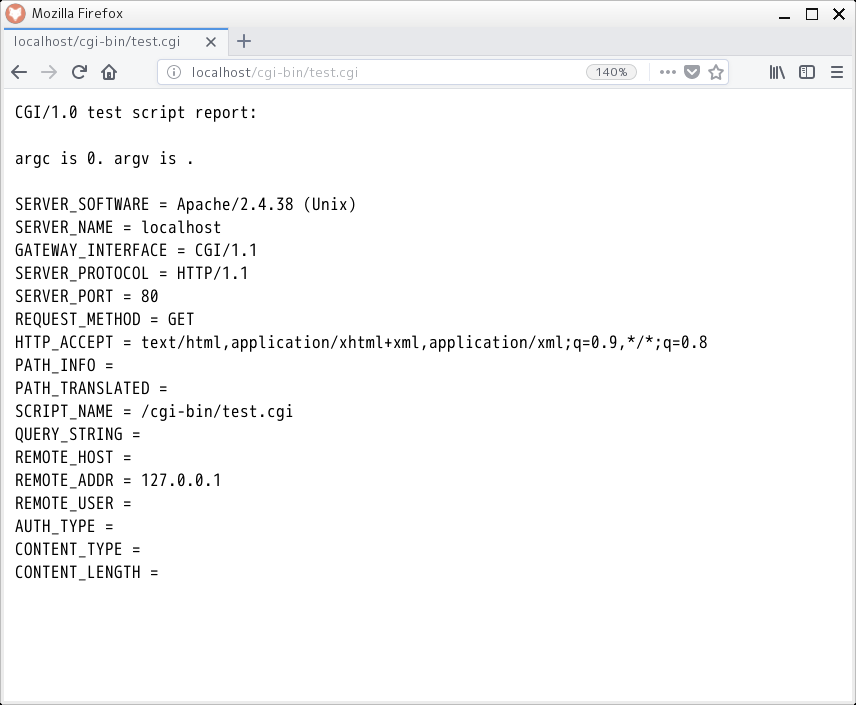 Mozilla Firefox
localhost/cgi-bin/test.cgi
localhost/cgi-bin/test.cgi
140%
CGI/1.0 test script report:
argc is 0. argv is .
SERVER_SOFTWARE = Apache/2.4.38 (Unix)
SERVER_NAME = localhost
GATEWAY_INTERFACE = CGI/1.1
SERVER_PROTOCOL = HTTP/1.1
SERVER_PORT = 80
REQUEST_METHOD = GET
HTTP_ACCEPT = text/html,application/xhtml+xml,application/xml;q=0.9,*/*;q=0.8
PATH_INFO =
PATH_TRANSLATED =
SCRIPT_NAME = /cgi-bin/test.cgi
QUERY_STRING =
REMOTE_HOST =
REMOTE_ADDR = 127.0.0.1
REMOTE_USER =
AUTH_TYPE =
CONTENT_TYPE =
CONTENT_LENGTH =